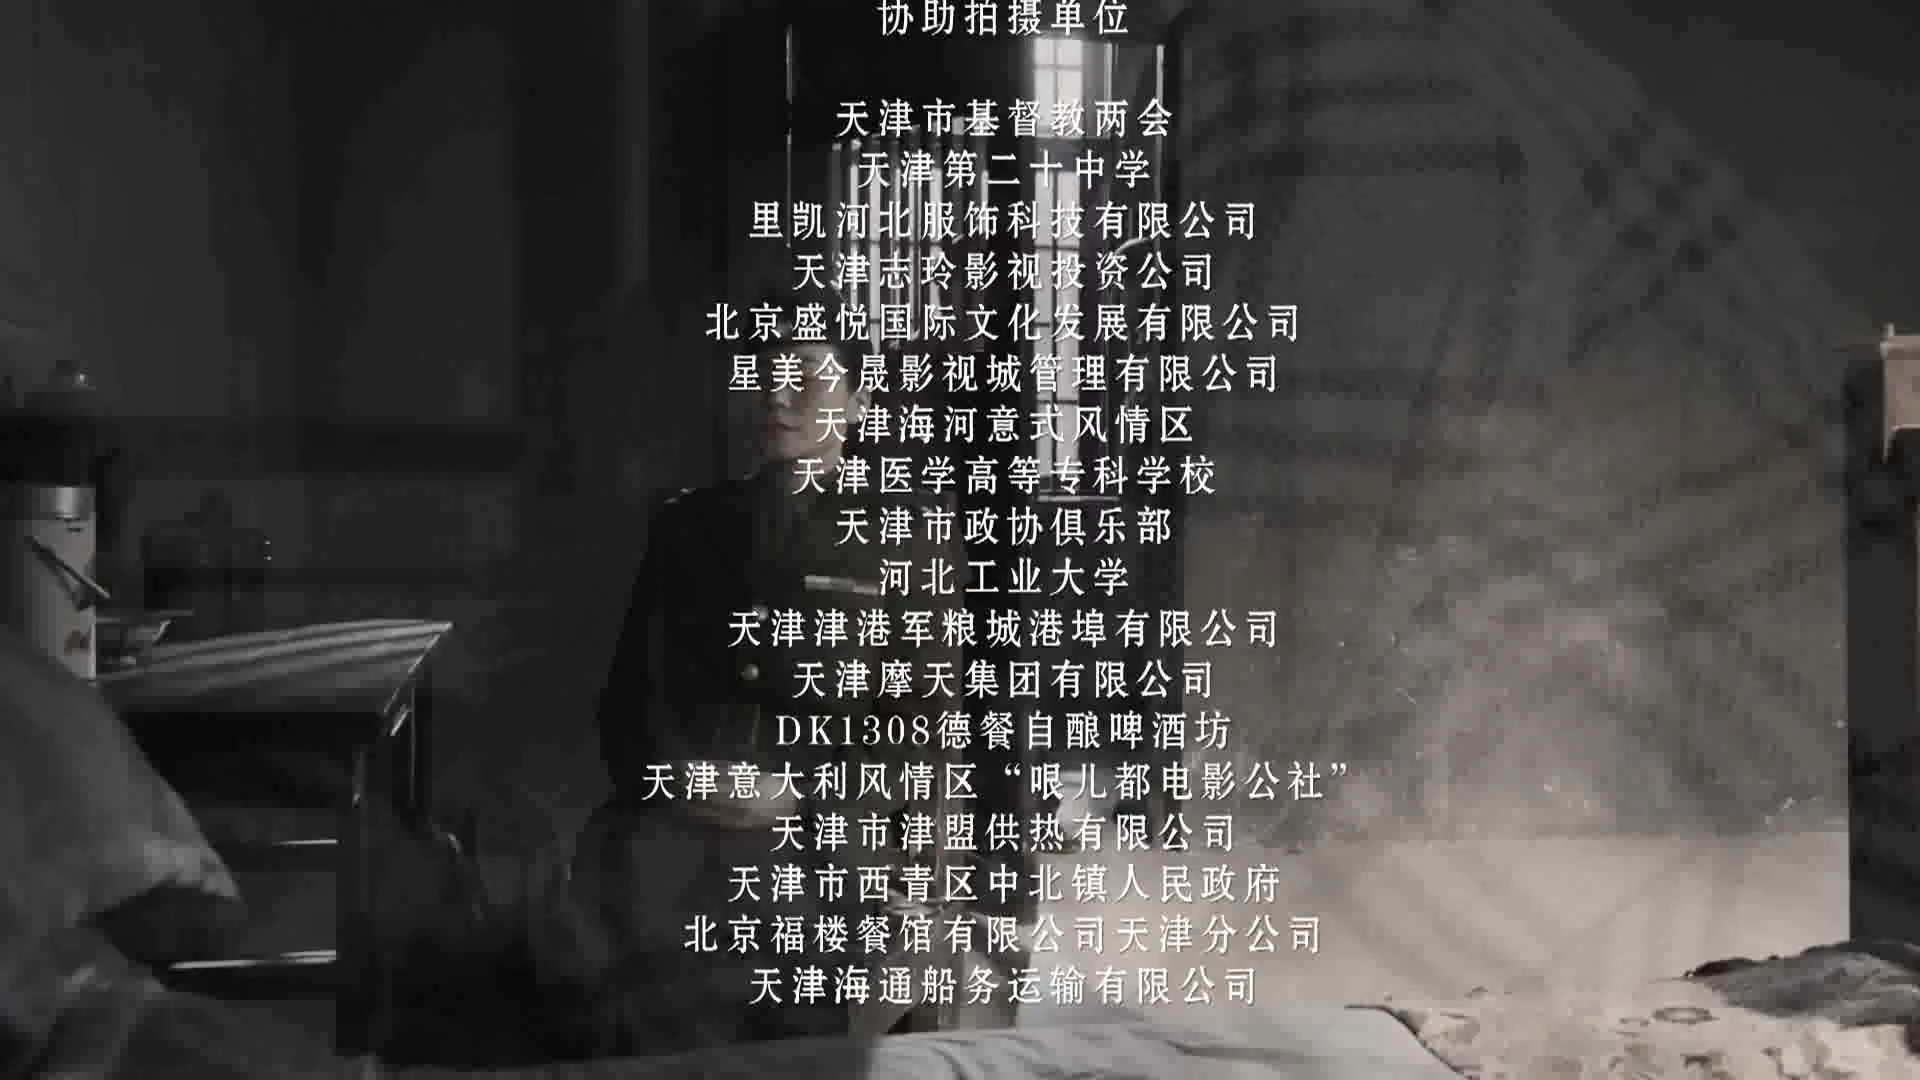 协助拍摄单位
天津市基督教两会
天津第二十中学
里凯河北服饰科技有限公司
天津志玲影视投资公司
北京盛悦国际文化发展有限公司
星美今晟影视城管理有限公司
天津海河意式风情区
天津医学高等专科学校
天津市政协俱乐部
河北工业大学
天津津港军粮城港埠有限公司
天津摩天集团有限公司
DK1308德餐自酿啤酒坊
天津意大利风情区“哏儿都电影公社”
天津市津盟供热有限公司
天津市西青区中北镇人民政府
北京福楼餐馆有限公司天津分公司
天津海通船务运输有限公司